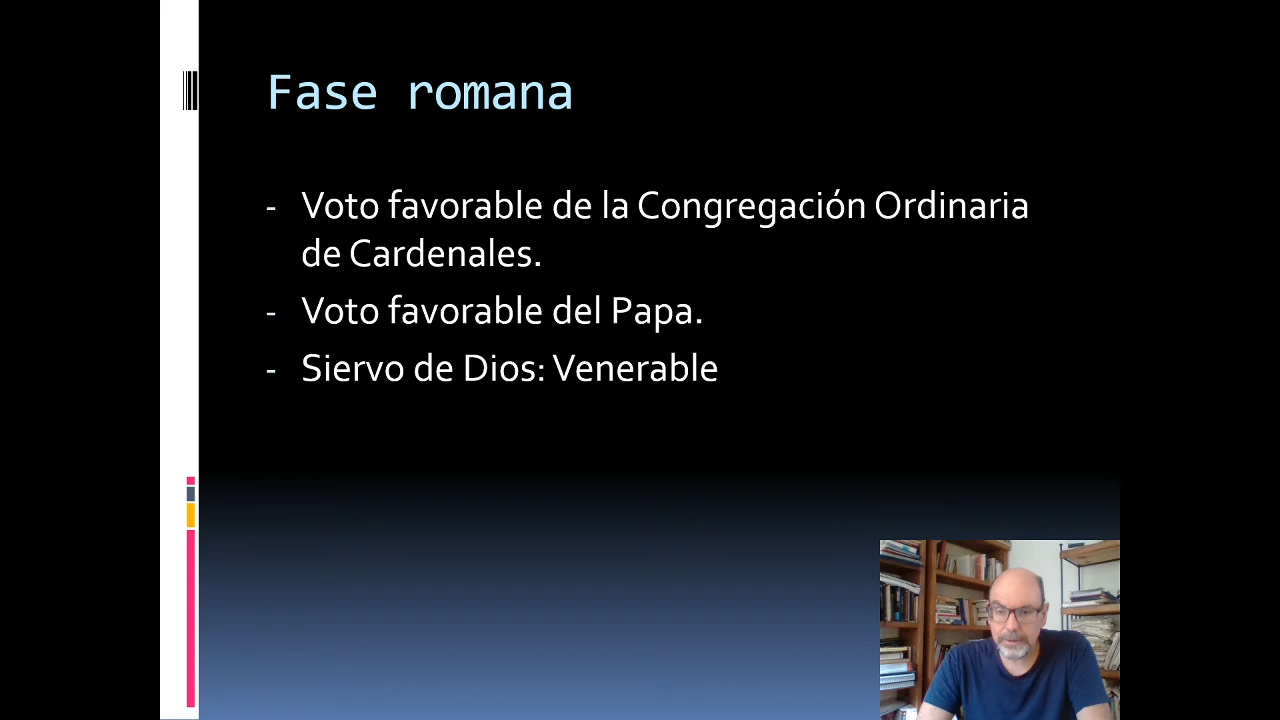 Fase romana
- Voto favorable de la Congregación Ordinaria
de Cardenales.
- Voto favorable del Papa.
- Siervo de Dios: Venerable